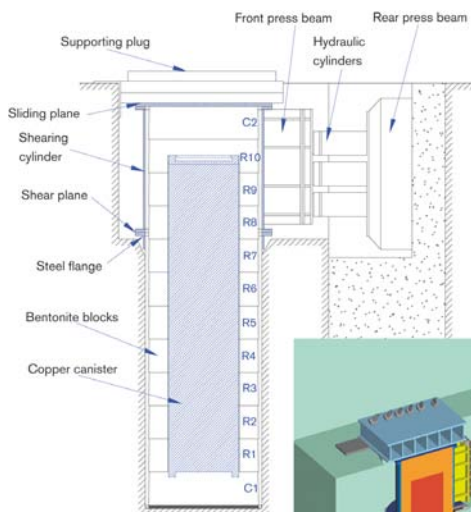 Supporting plug
Front press beam
Hydraulic
cylinders
Rear press beam
Sliding plane
Shearing
cylinder
Shear plane
Steel flange
Bentonite blocks
Copper canister
C2
R10
R9
R8
R7
R6
R5
R4
R3
R2
R1
C1